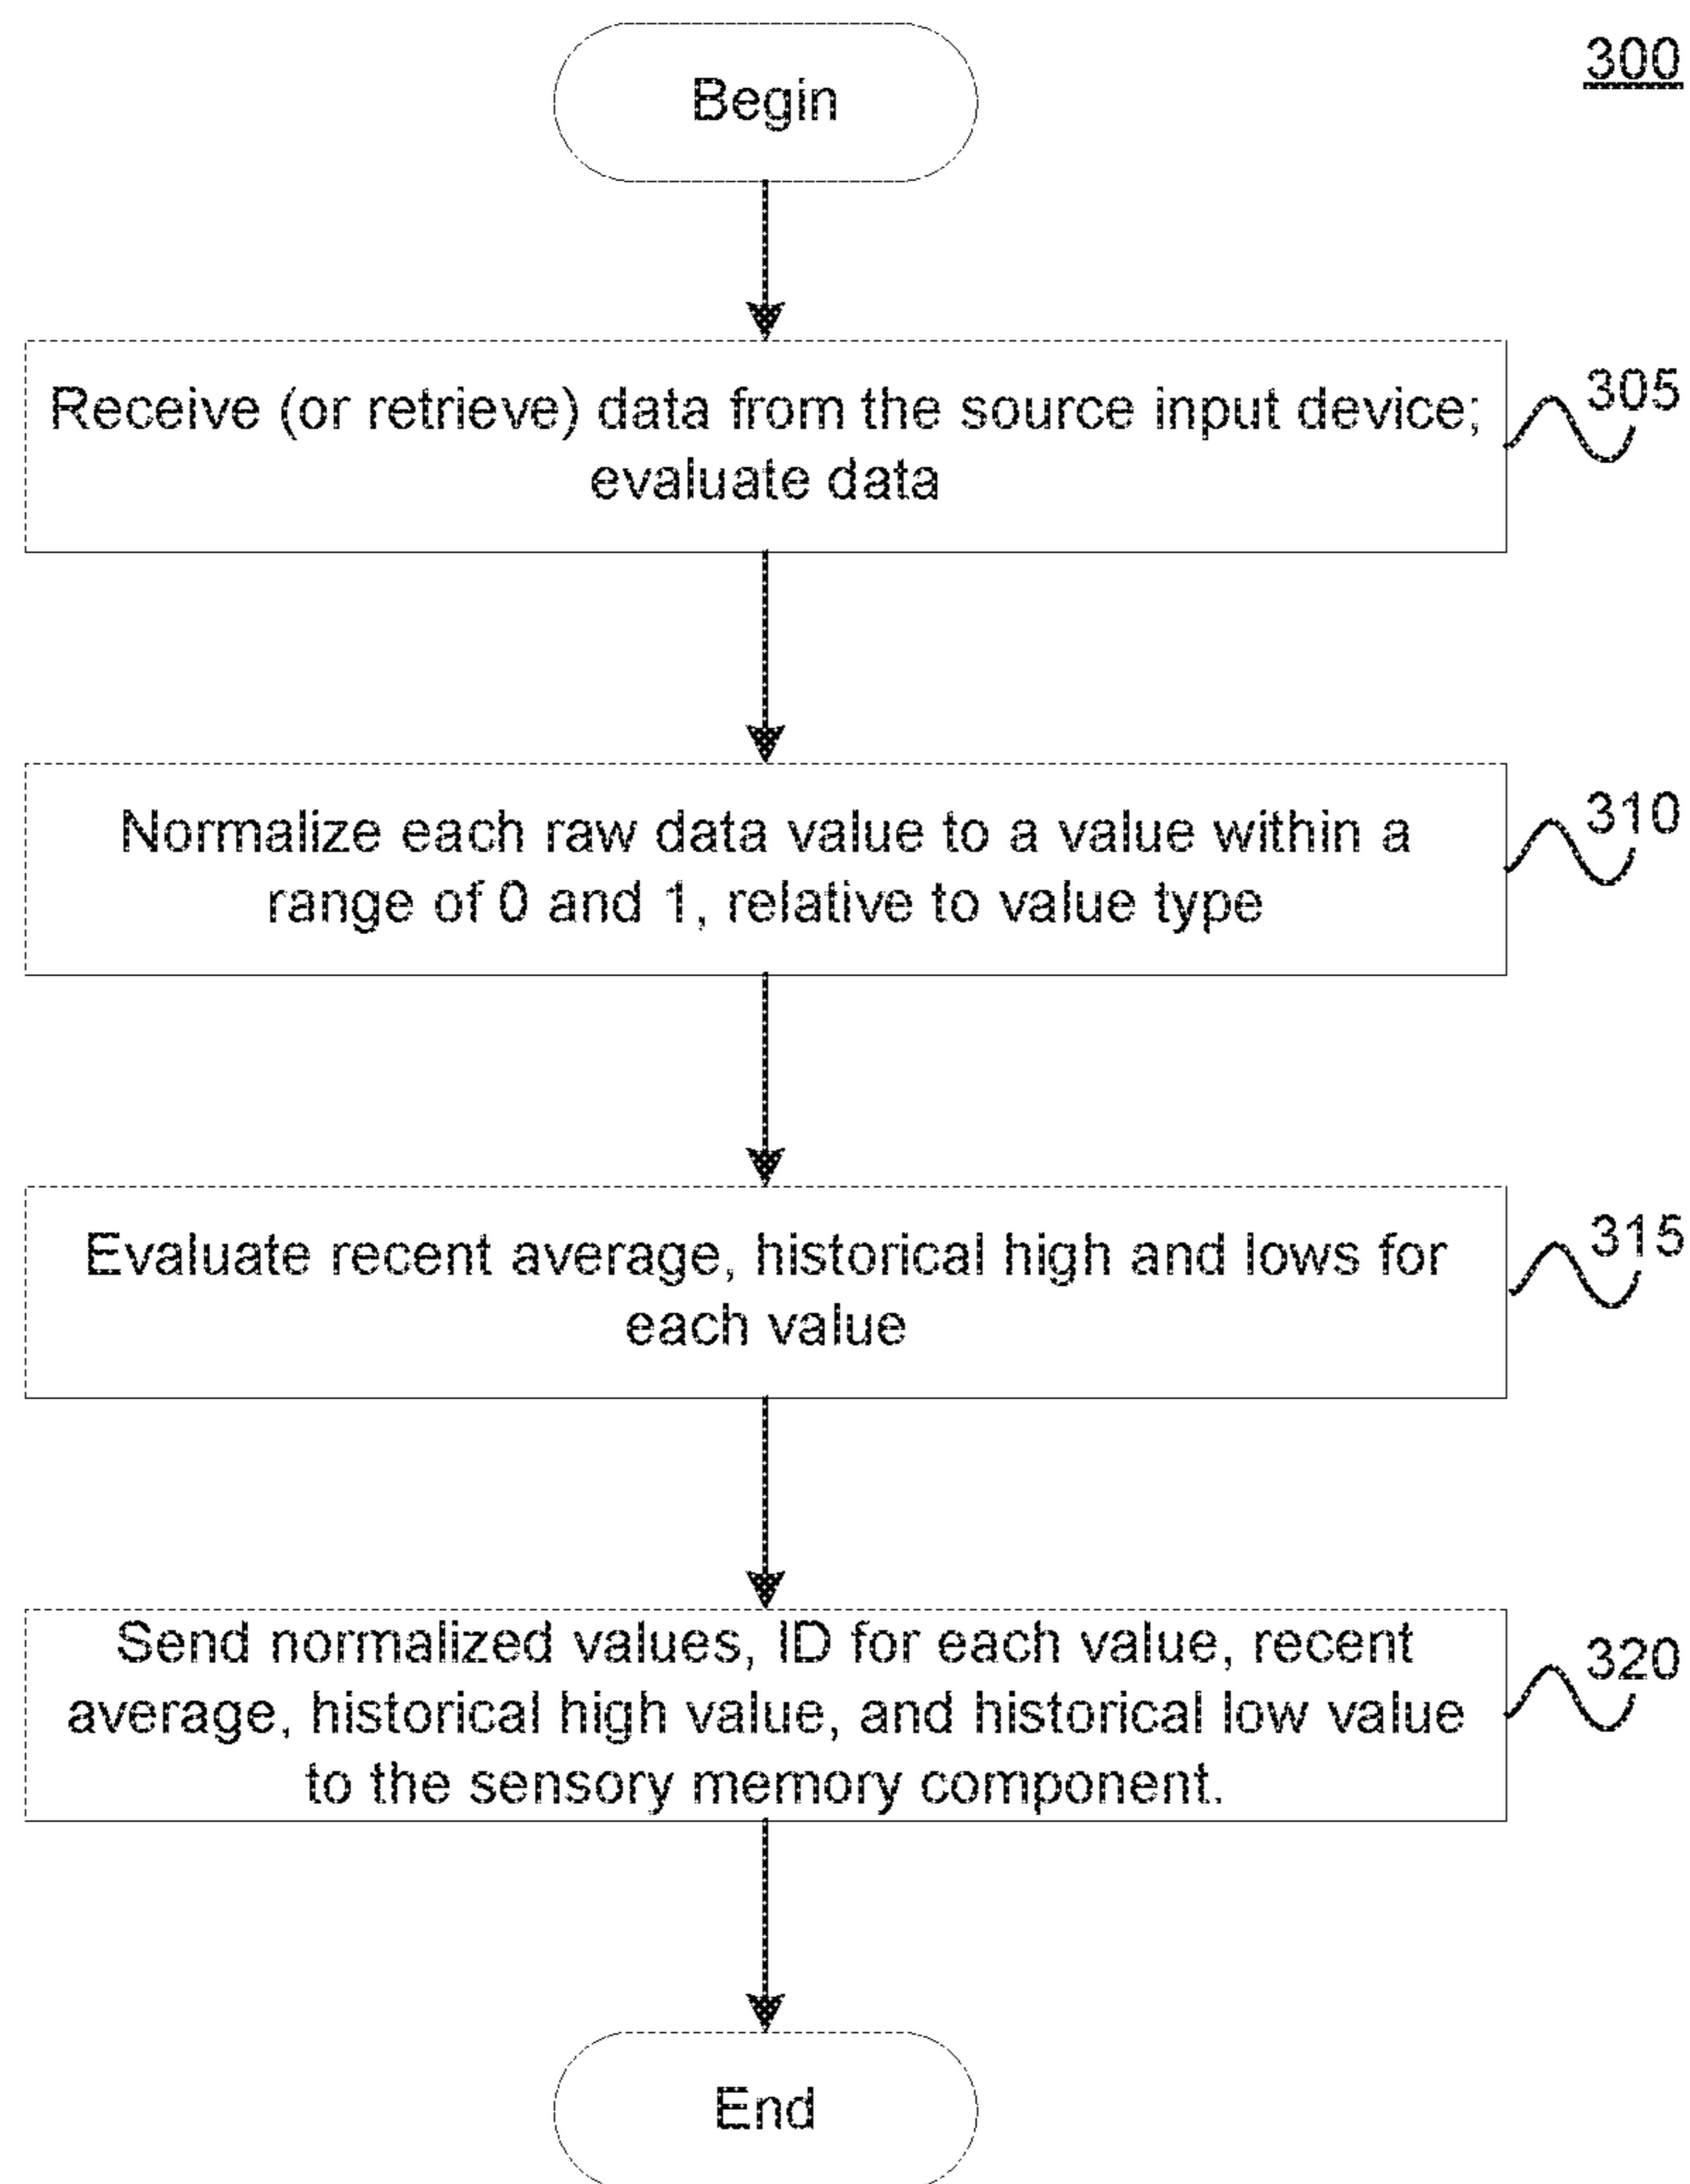 Begin
300
Receive (or retrieve) data from the source input device;
evaluate data
305
Normalize each raw data value to a value within a
range of 0 and 1, relative to value type
310
Evaluate recent average, historical high and lows for
each value
315
Send normalized values, ID for each value, recent
average, historical high value, and historical low value
to the sensory memory component.
320
End